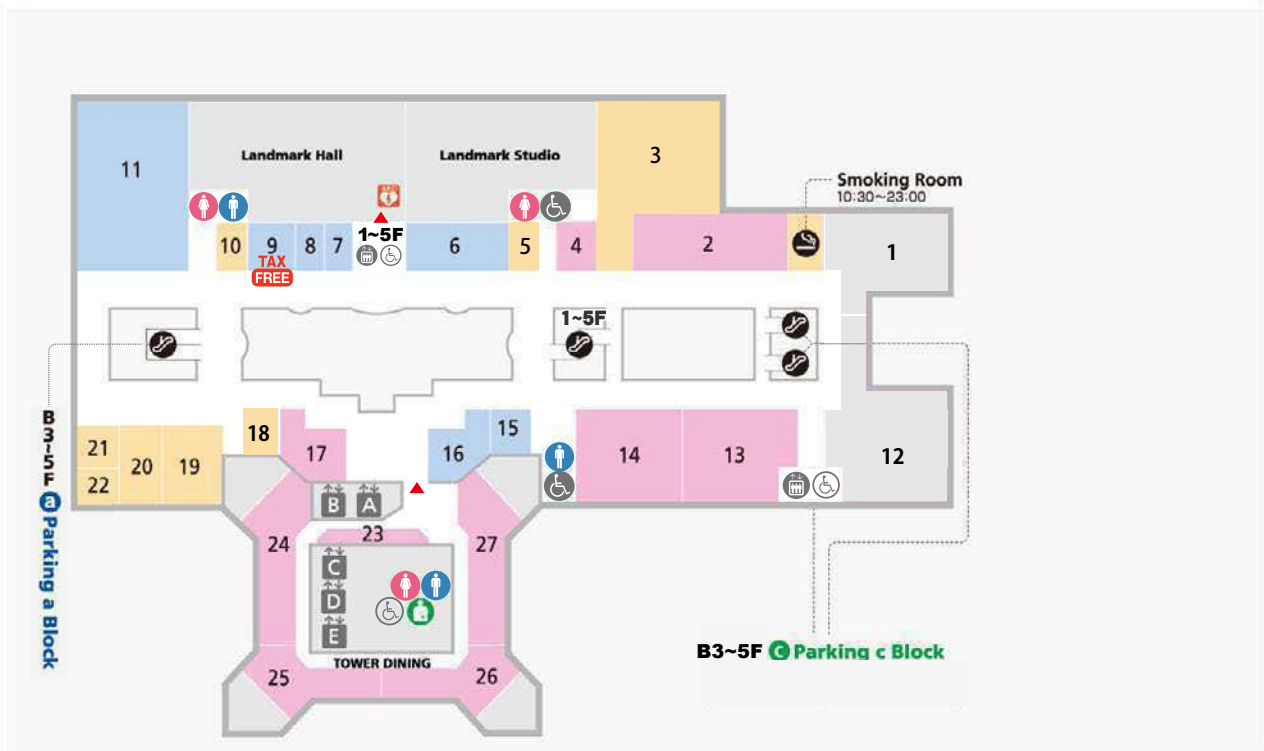 11
Landmark Hall
Landmark Studio
3
Smoking Room
10:30~23:00
10
9
8
7
1~5F
6
5
4
2
1
TAX
FREE
1~5F
B3~5F a Parking a Block
21
22
20
19
18
17
16
15
14
13
12
B
A
23
24
27
C
D
E
TOWER DINING
25
26
B3~5F C Parking c Block